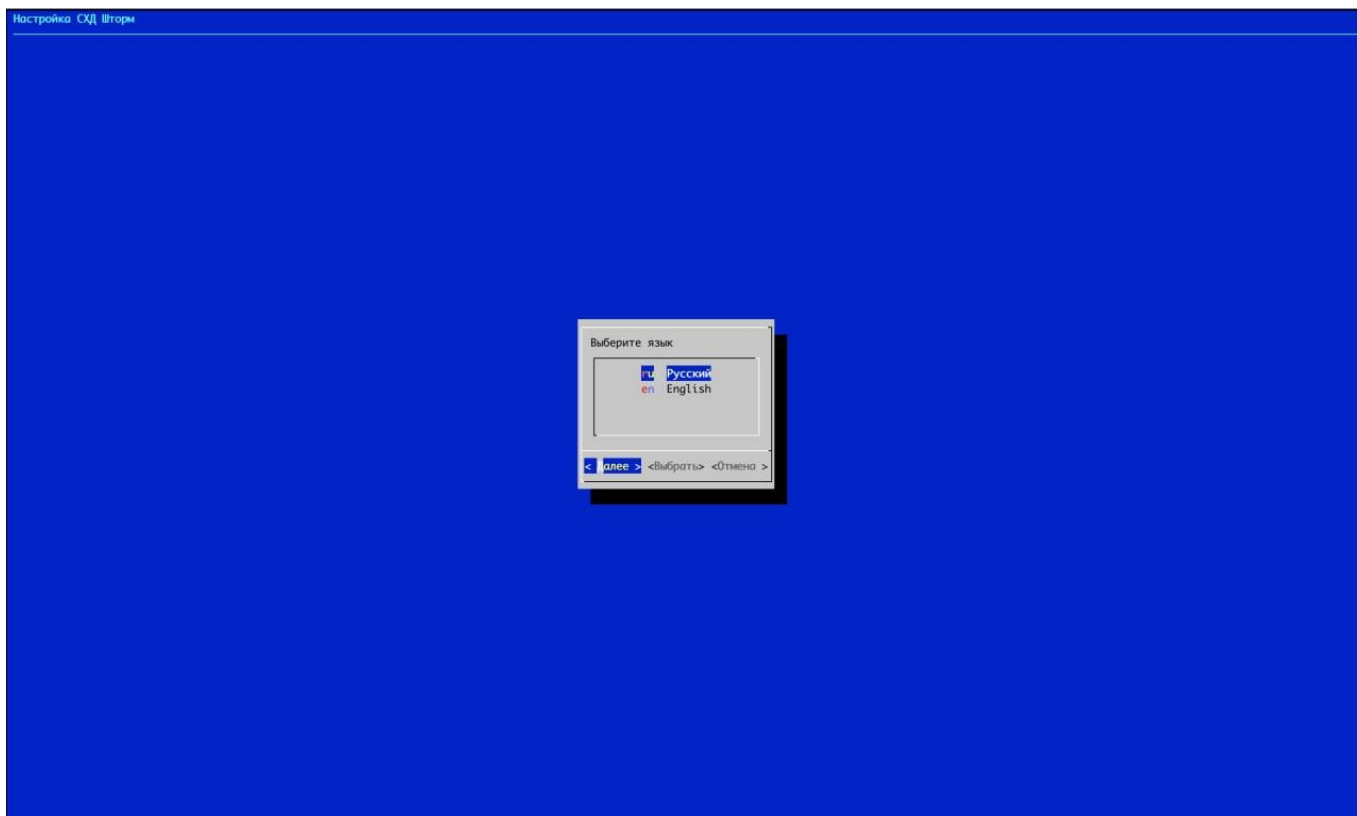 Настройка СХД Шторм
Выберите язык
ru Русский
en English
< Далее > <Выбрать> <Отмена >